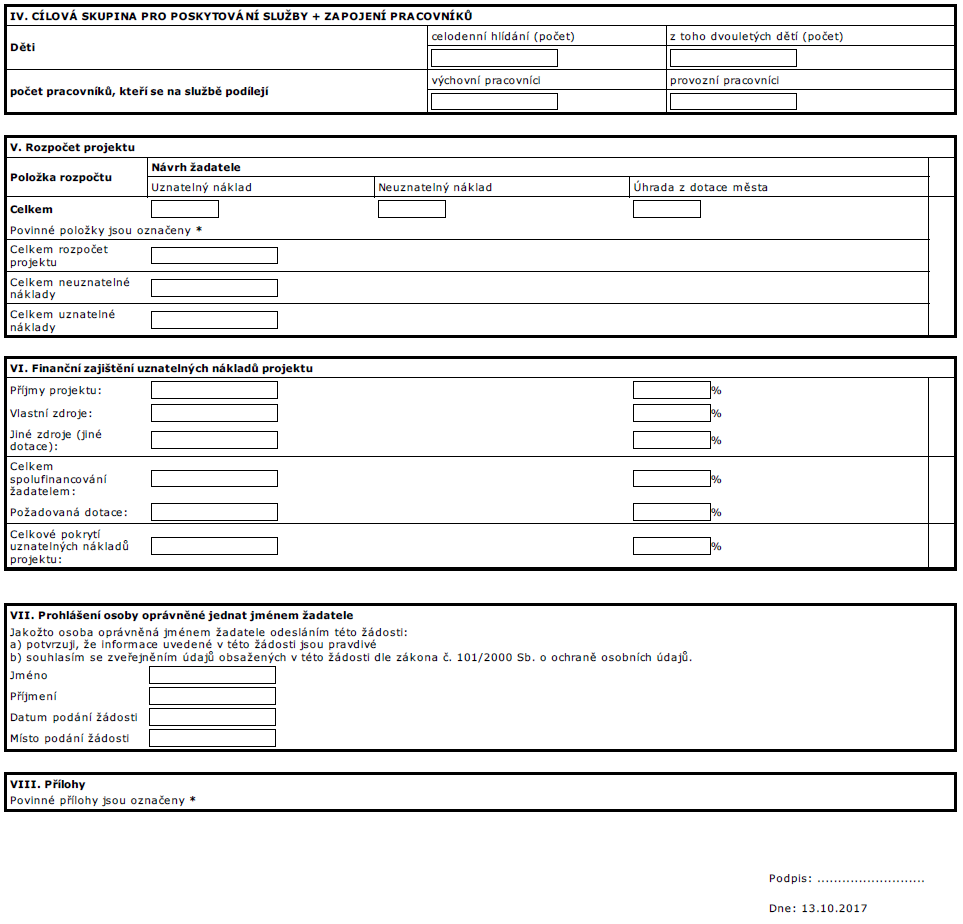 IV. CÍLOVÁ SKUPINA PRO POSKYTOVÁNÍ SLUŽBY + ZAPOJENÍ PRACOVNÍKŮ
Děti
celodenní hlídání (počet)
z toho dvouletých dětí (počet)
počet pracovníků, kteří se na službě podílejí
výchovní pracovníci
provozní pracovníci
V. Rozpočet projektu
Položka rozpočtu
Návrh žadatele
Uznatelný náklad
Neuznatelný náklad
Úhrada z dotace města
Celkem
Povinné položky jsou označeny *
Celkem rozpočet
projektu
Celkem neuznatelné
náklady
Celkem uznatelné
náklady
VI. Finanční zajištění uznatelných nákladů projektu
Příjmy projektu:
%
Vlastní zdroje:
%
Jiné zdroje (jiné
dotace):
%
Celkem
spolufinancování
žadatelem:
%
Požadovaná dotace:
%
Celkové pokrytí
uznatelných nákladů
projektu:
%
VII. Prohlášení osoby oprávněné jednat jménem žadatele
Jakožto osoba oprávněná jménem žadatele odesláním této žádosti:
a) potvrzuji, že informace uvedené v této žádosti jsou pravdivé
b) souhlasím se zveřejněním údajů obsažených v této žádosti dle zákona č. 101/2000 Sb. o ochraně osobních údajů.
Jméno
Příjmení
Datum podání žádosti
Místo podání žádosti
VIII. Přílohy
Povinné přílohy jsou označeny *
Podpis: ..........................
Dne: 13.10.2017